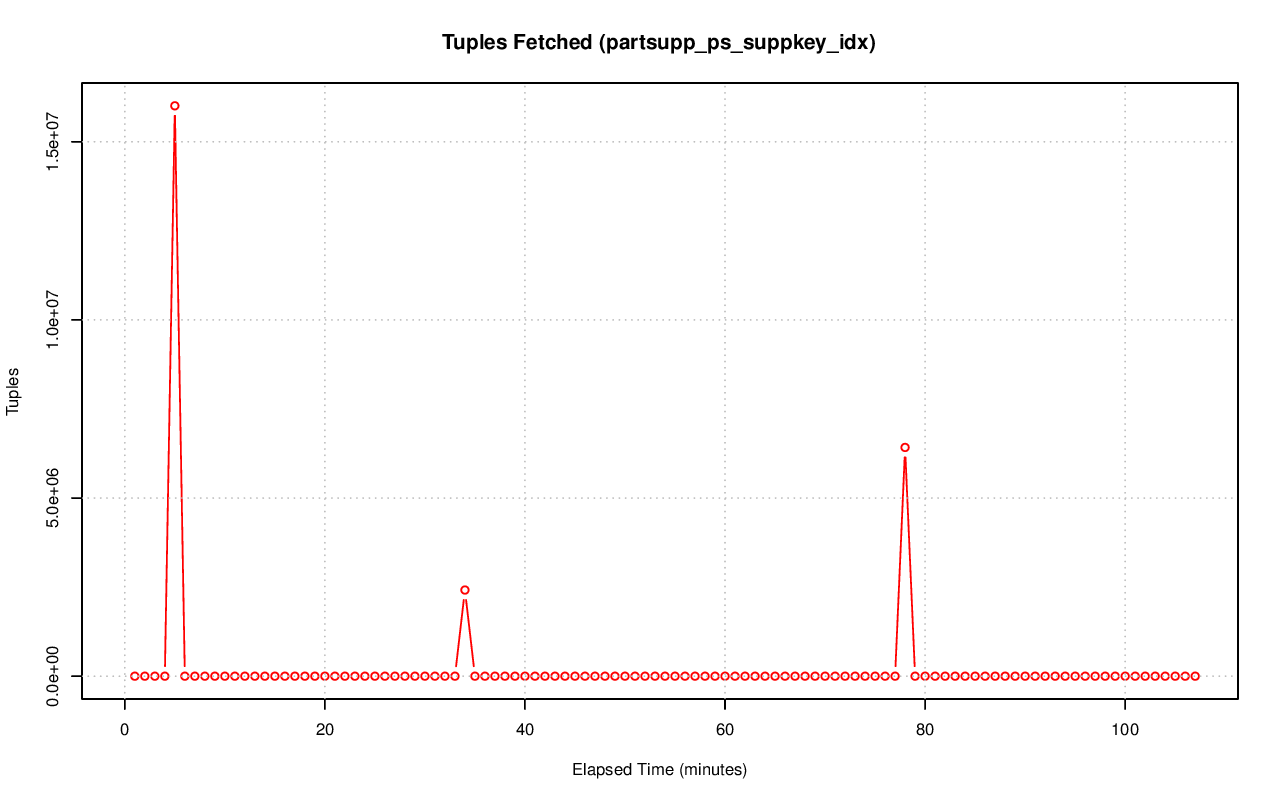 Tuples Fetched (partsupp_ps_suppkey_idx)
1.5e+07
1.0e+07
5.0e+06
0.0e+00
Tuples
0 20 40 60 80 100
Elapsed Time (minutes)